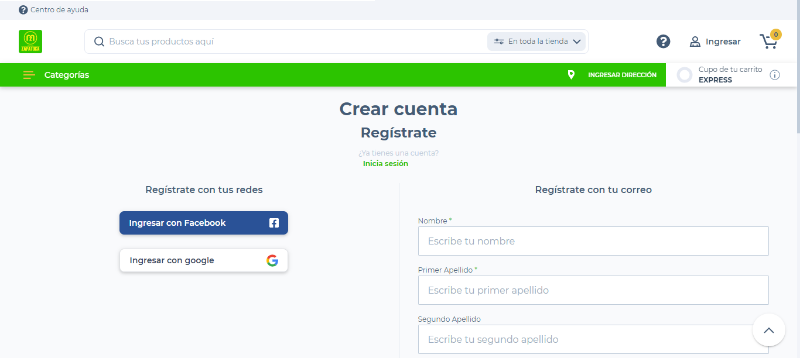 Centro de ayuda
Busca tus productos aquí
En toda la tienda
Ingresar
0
Categorías
INGRESAR DIRECCIÓN
Cupo de tu carrito
EXPRESS
Crear cuenta
Regístrate
¿Ya tienes una cuenta?
Inicia sesión
Regístrate con tus redes
Ingresar con Facebook
Ingresar con google
Regístrate con tu correo
Nombre *
Escribe tu nombre
Primer Apellido *
Escribe tu primer apellido
Segundo Apellido
Escribe tu segundo apellido